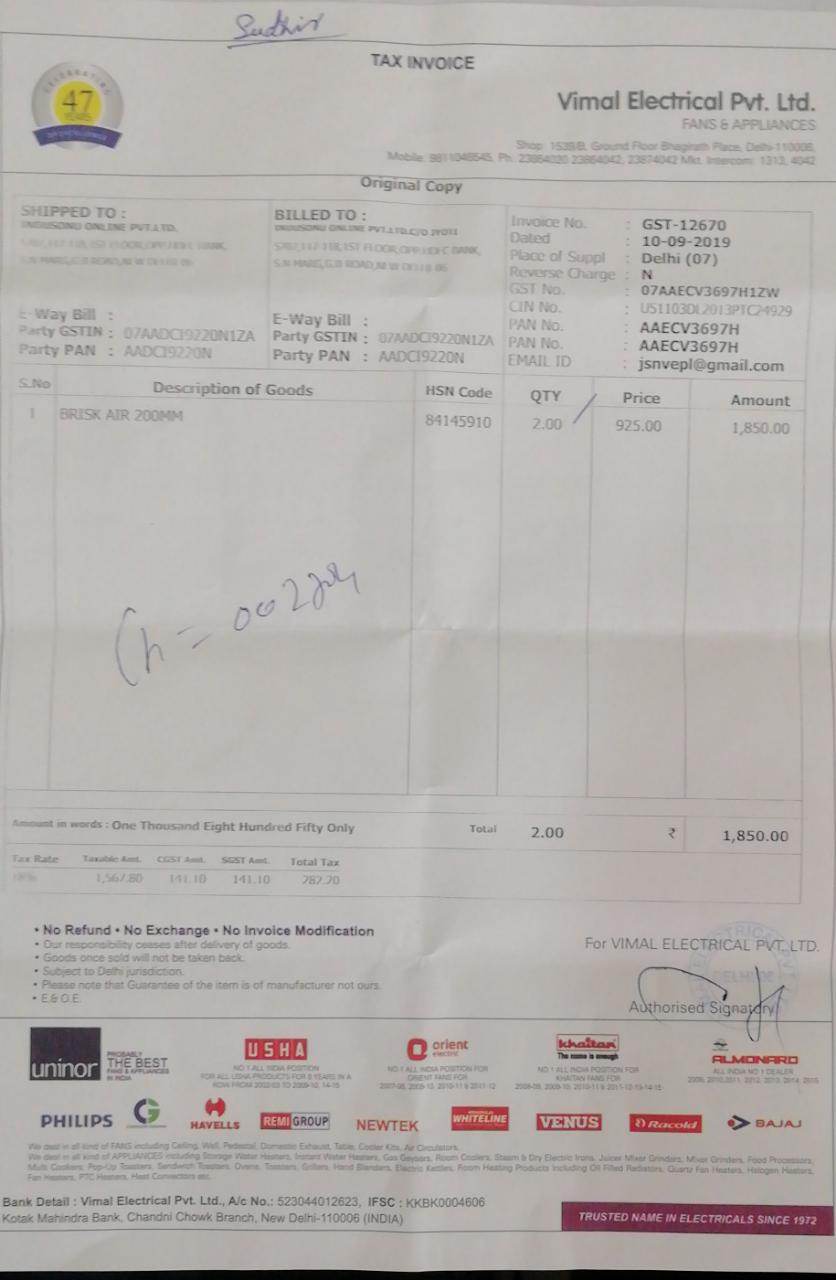 Sudhir
TAX INVOICE
CELEBRATING
47
YEARS
Vimal Electrical Pvt. Ltd.
FANS & APPLIANCES
Shop: 1539/B, Ground Floor Bhagirath Place, Delhi-110006,
Mobile: 9811046545, Ph. 23864020 23864042, 23874042 Mkt. Intercom: 1313, 4042
Original Copy
SHIPPED TO :
INDUSONU ONLINE PVT.LTD.
BANK,
S.N MARG,G.B ROAD,
E-Way Bill :
Party GSTIN : 07AADCI9220N1ZA
Party PAN : AADCI9220N
BILLED TO :
INDUSONU ONLINE PVT.LTD.C/O JYOTI
1ST FLOOR,OPP.HDFC BANK,
S.N MARG,G.B ROAD,
E-Way Bill :
Party GSTIN : 07AADCI9220N1ZA
Party PAN : AADCI9220N
Invoice No. : GST-12670
Dated : 10-09-2019
Place of Suppl : Delhi (07)
Reverse Charge : N
GST No. : 07AAECV3697H1ZW
CIN No. : U51103DL2013PTC24929
PAN No. : AAECV3697H
PAN No. : AAECV3697H
EMAIL ID : jsnvepl@gmail.com
S.No Description of Goods HSN Code QTY Price Amount
1 BRISK AIR 200MM 84145910 2.00 925.00 1,850.00
Amount in words : One Thousand Eight Hundred Fifty Only Total 2.00 ₹ 1,850.00
Tax Rate Taxable Amt. CGST Amt. SGST Amt. Total Tax
18% 1,567.80 141.10 141.10 282.20
• No Refund • No Exchange • No Invoice Modification
• Our responsibility ceases after delivery of goods.
• Goods once sold will not be taken back.
• Subject to Delhi jurisdiction.
• Please note that Guarantee of the item is of manufacturer not ours.
• E.& O.E.
For VIMAL ELECTRICAL PVT. LTD.
Authorised Signatory
uninor PROBABLY THE BEST FANS & APPLIANCES IN INDIA
USHA
NO 1 ALL INDIA POSITION
FOR ALL USHA PRODUCTS FOR 8 YEARS IN A
ROW FROM 2002-03 TO 2009-10, 14-15
orient electric
NO 1 ALL INDIA POSITION FOR
ORIENT FANS FOR
2007-08, 2009-10, 2010-11 & 2011-12
khaitan
The name is enough
NO 1 ALL INDIA POSITION FOR
KHAITAN FANS FOR
2008-09, 2009-10, 2010-11 & 2011-12-13-14-15
ALMONARD
ALL INDIA NO 1 DEALER
2009, 2010,2011, 2012, 2013, 2014, 2015
PHILIPS
HAVELLS
REMI GROUP
NEWTEK
WHITELINE
VENUS
Racold
BAJAJ
We deal in all kind of FANS including Ceiling, Wall, Pedestal, Domestic Exhaust, Table, Cooler Kits, Air Circulators.
We deal in all kind of APPLIANCES including Storage Water Heaters, Instant Water Heaters, Gas Geysers, Room Coolers, Steam & Dry Electric Irons, Juicer Mixer Grinders, Mixer Grinders, Food Processors,
Multi Cookers, Pop-Up Toasters, Sandwich Toasters, Ovens, Toasters, Grillers, Hand Blenders, Electric Kettles, Room Heating Products Including Oil Filled Radiators, Quartz Fan Heaters, Halogen Heaters,
Fan Heaters, PTC Heaters, Heat Convectors etc.
Bank Detail : Vimal Electrical Pvt. Ltd., A/c No.: 523044012623, IFSC : KKBK0004606
Kotak Mahindra Bank, Chandni Chowk Branch, New Delhi-110006 (INDIA)
TRUSTED NAME IN ELECTRICALS SINCE 1972